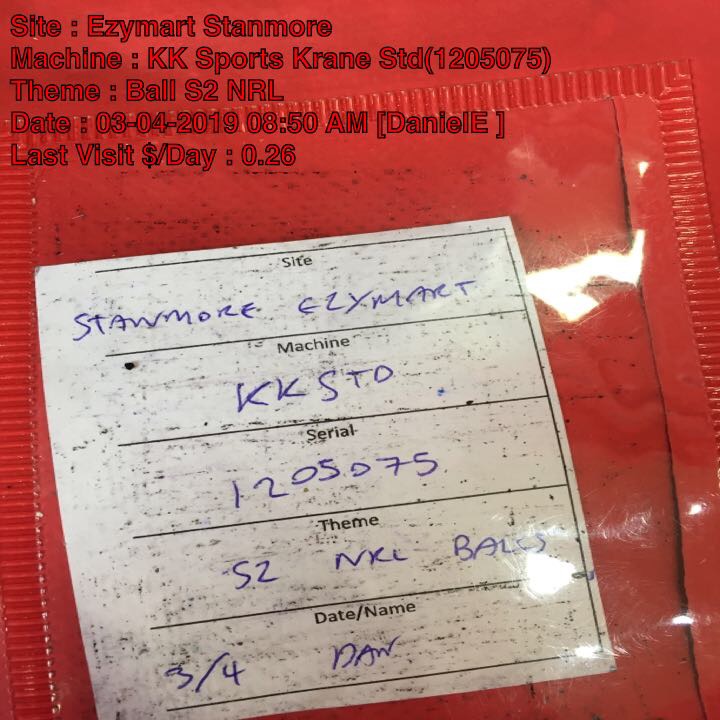 Site : Ezymart Stanmore
Machine : KK Sports Krane Std(1205075)
Theme : Ball S2 NRL
Date : 03-04-2019 08:50 AM [DanielE ]
Last Visit $/Day : 0.26
Site
STANMORE EZYMART
Machine
KK STD
Serial
1205075
Theme
S2 NRL BALLS
Date/Name
3/4 DAN